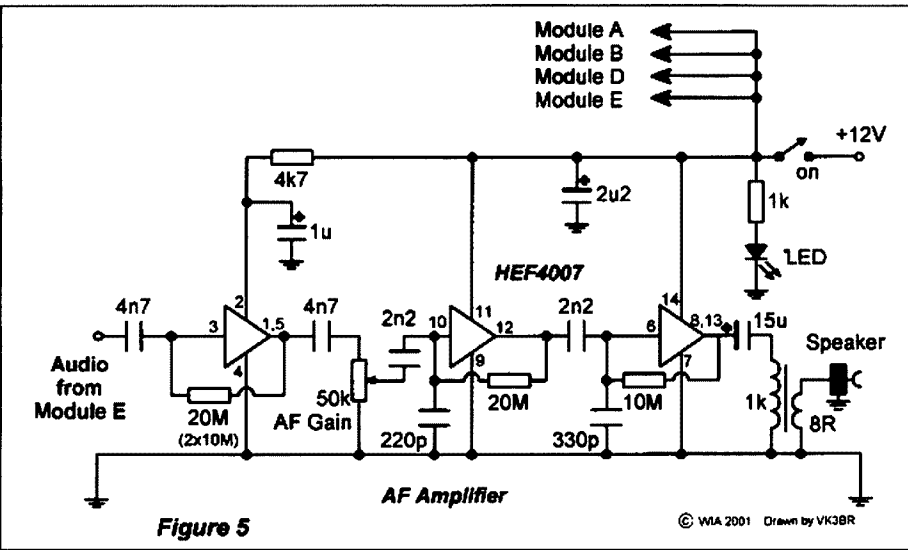 Module A
Module B
Module D
Module E
+12V
on
4k7
2u2
1k
1u
LED
HEF4007
4n7
2
3
1,5
4
4n7
2n2
10
11
12
9
2n2
6
14
8,13
7
15u
Speaker
Audio
from
Module E
20M
(2x10M)
50k
AF Gain
20M
220p
10M
330p
1k
8R
AF Amplifier
Figure 5
© WIA 2001 Drawn by VK3BR